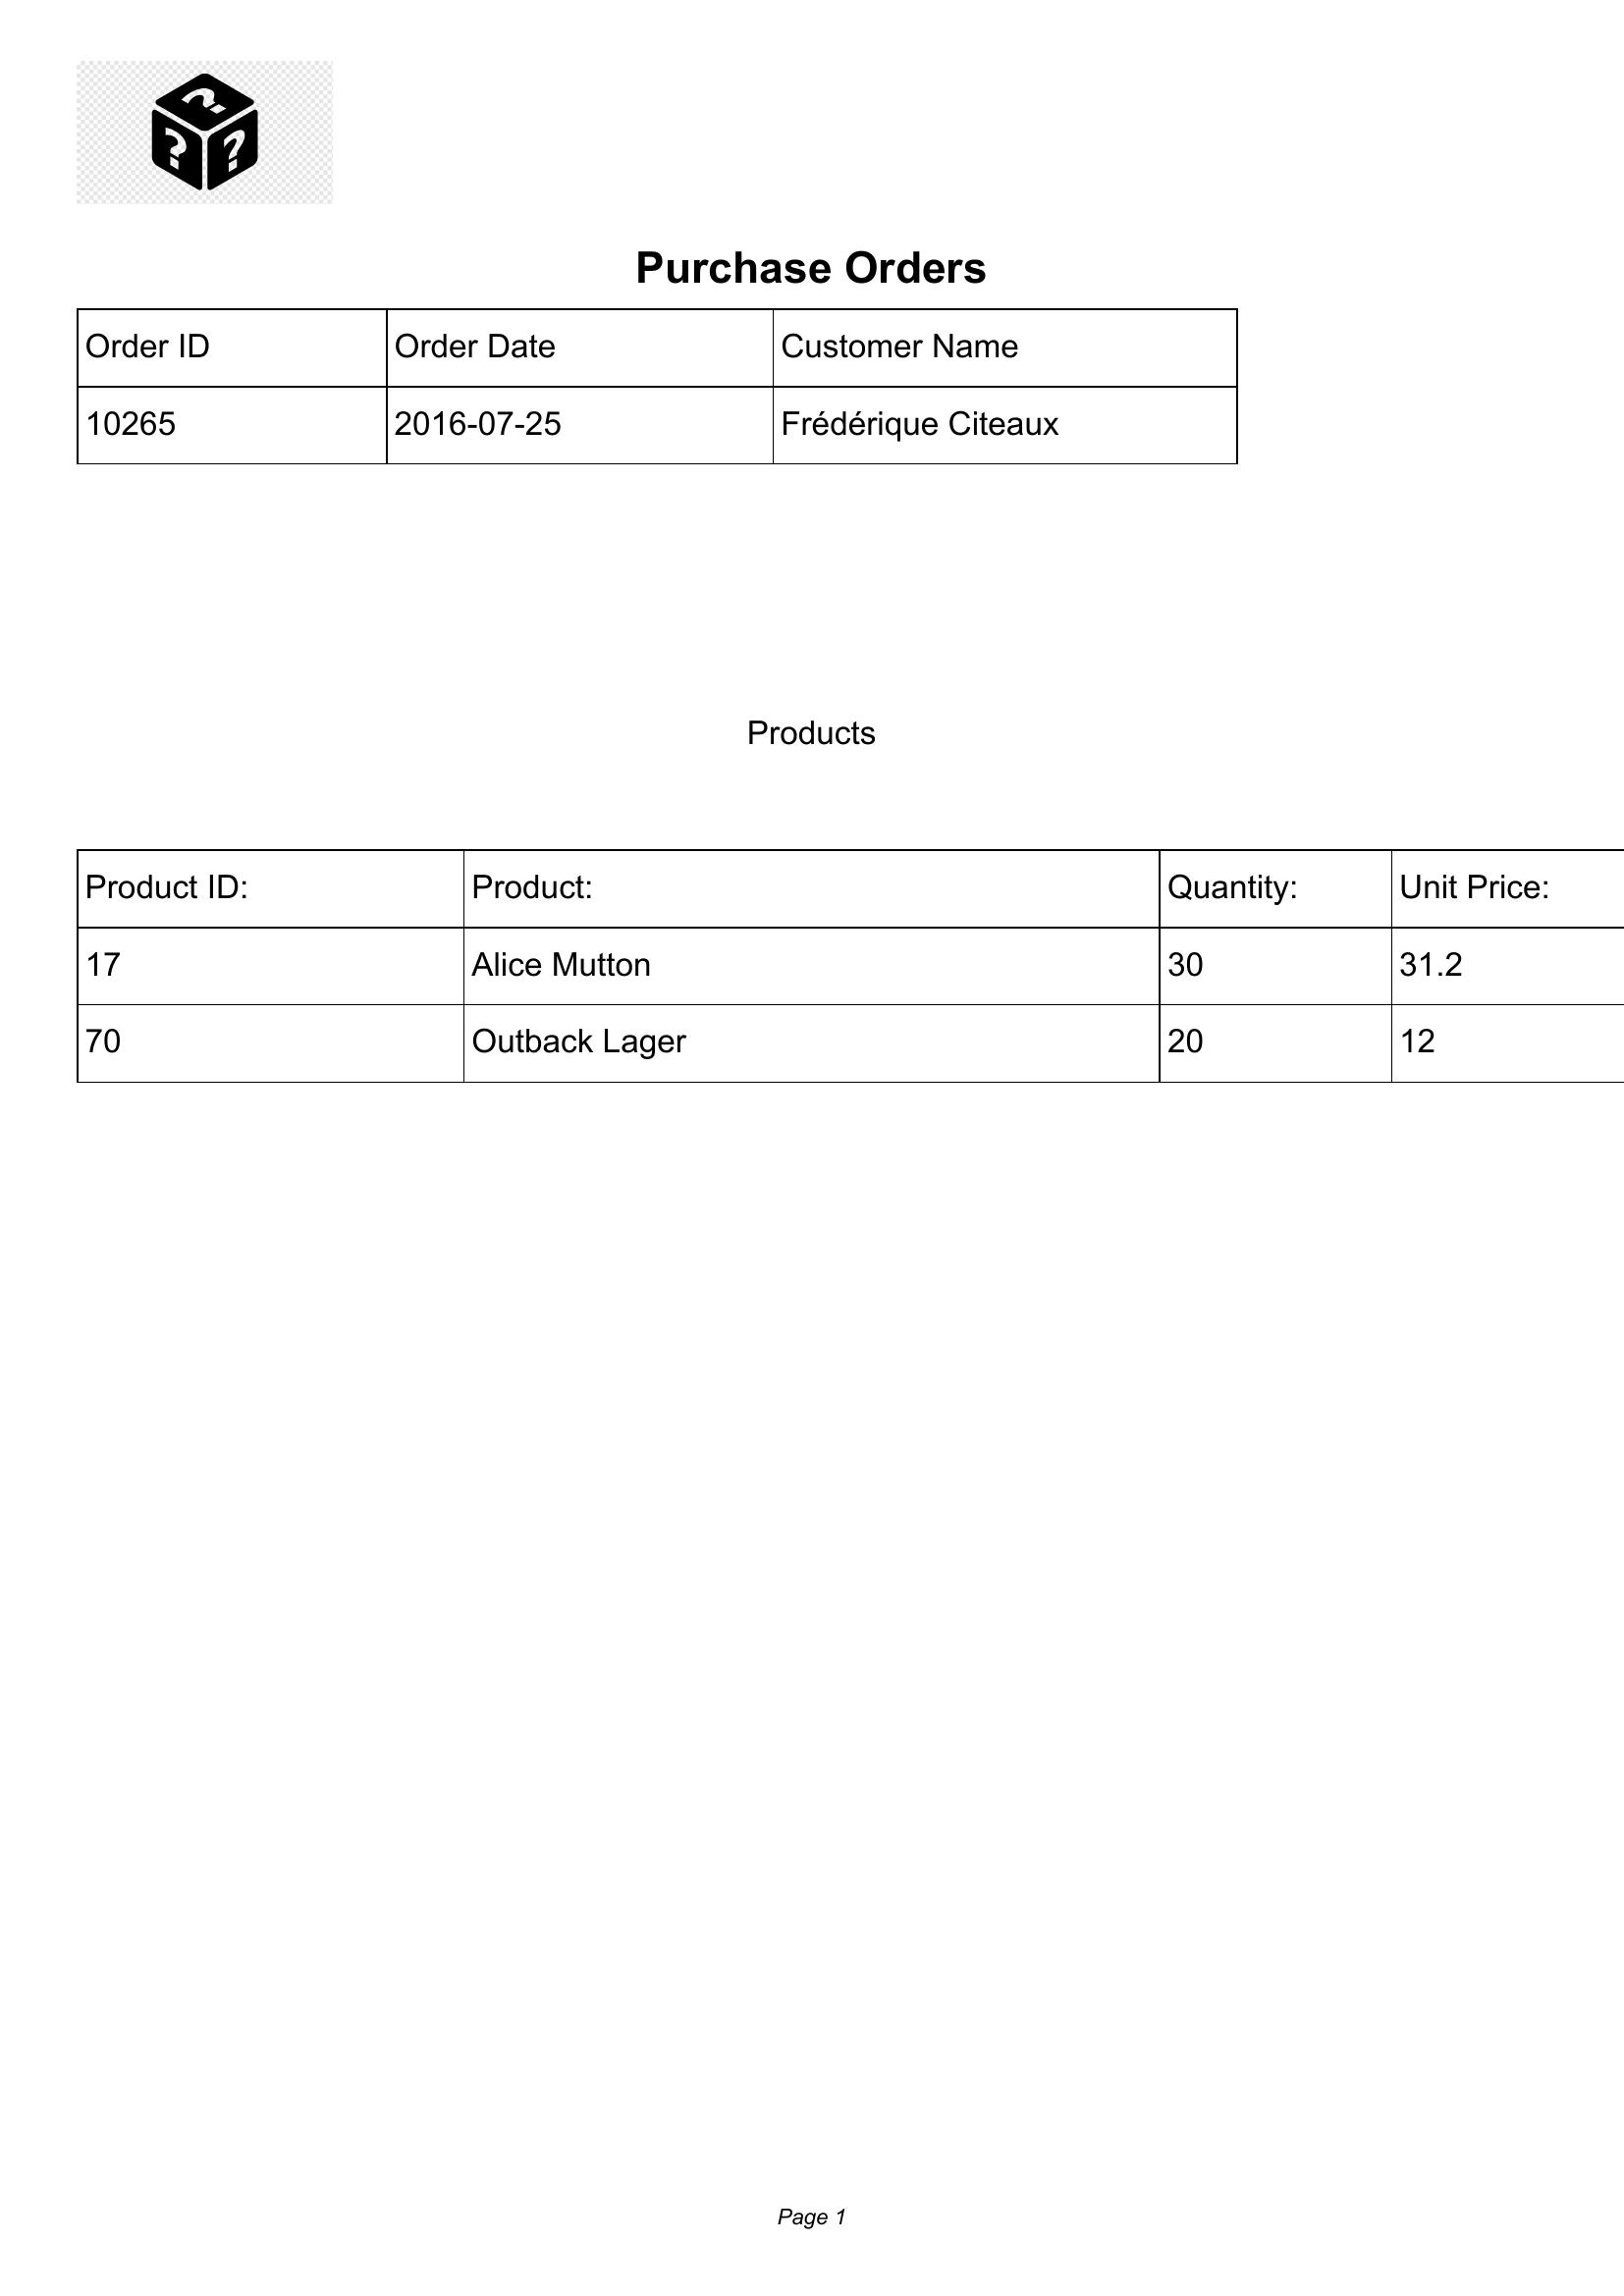 Purchase Orders
Order ID Order Date Customer Name
10265 2016-07-25 Frédérique Citeaux
Products
Product ID: Product: Quantity: Unit Price:
17 Alice Mutton 30 31.2
70 Outback Lager 20 12
Page 1